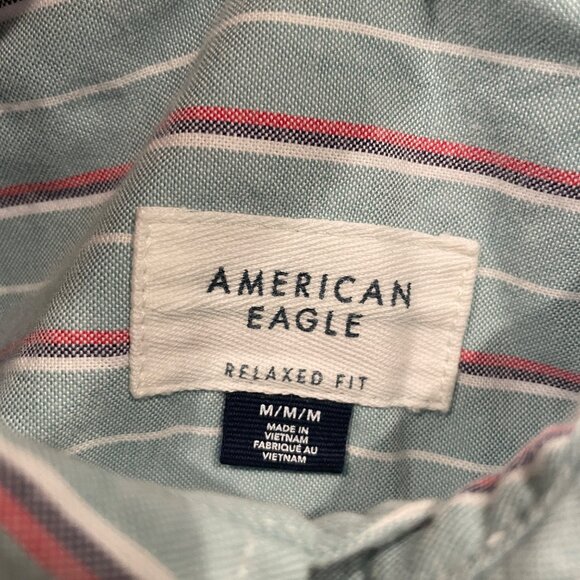 AMERICAN
EAGLE
RELAXED FIT
M/M/M
MADE IN
VIETNAM
FABRIQUÉ AU
VIETNAM